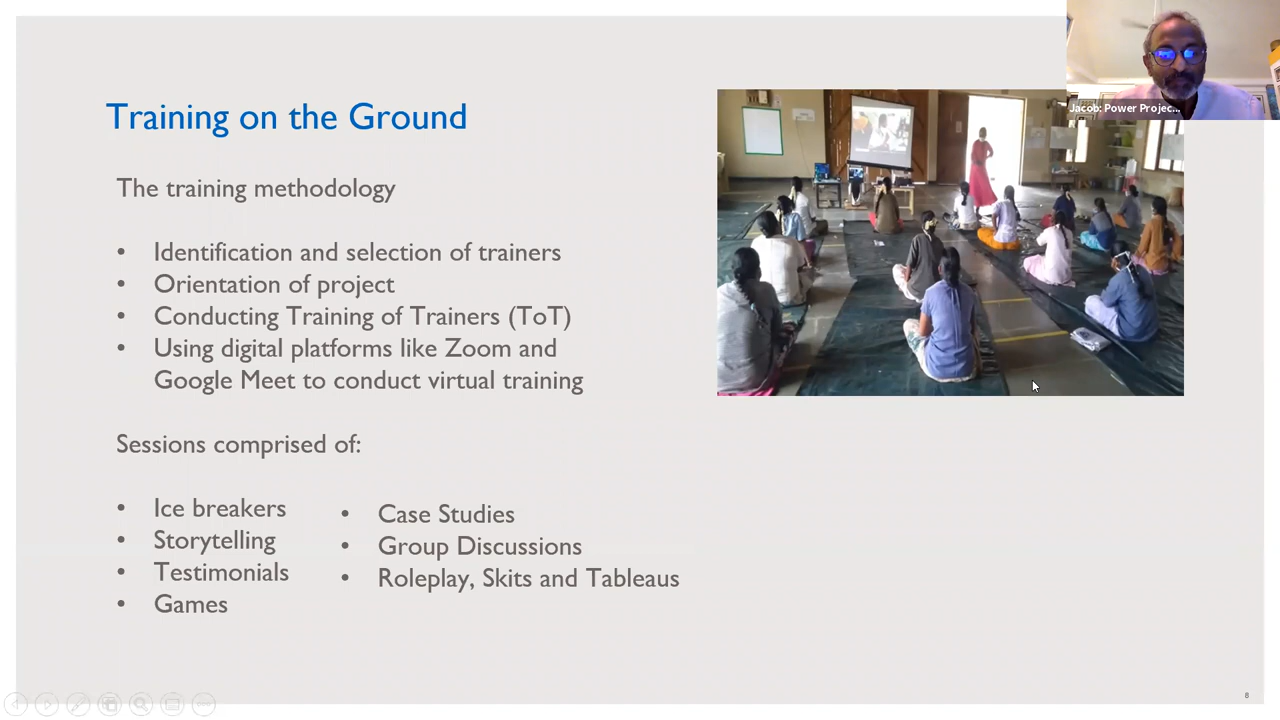 Training on the Ground
Jacob: Power Projec...
The training methodology
• Identification and selection of trainers
• Orientation of project
• Conducting Training of Trainers (ToT)
• Using digital platforms like Zoom and
Google Meet to conduct virtual training
Sessions comprised of:
• Ice breakers
• Storytelling
• Testimonials
• Games
• Case Studies
• Group Discussions
• Roleplay, Skits and Tableaus
8